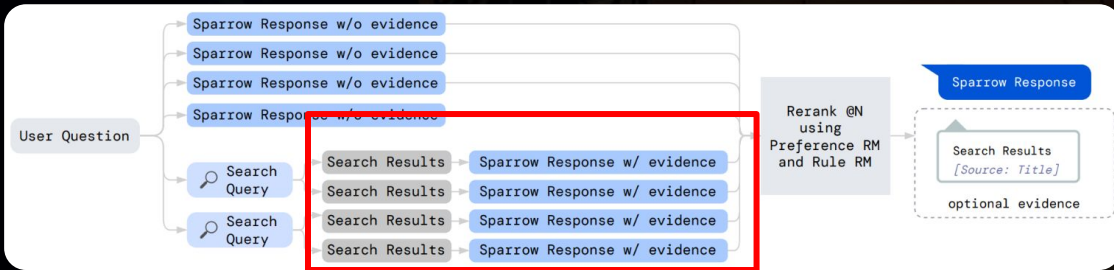 Sparrow Response w/o evidence
Sparrow Response w/o evidence
Sparrow Response w/o evidence
Sparrow Response w/o evidence
User Question
Search
Query
Search
Query
Search Results
Sparrow Response w/ evidence
Search Results
Sparrow Response w/ evidence
Search Results
Sparrow Response w/ evidence
Search Results
Sparrow Response w/ evidence
Rerank @N
using
Preference RM
and Rule RM
Sparrow Response
Search Results
[Source: Title]
optional evidence